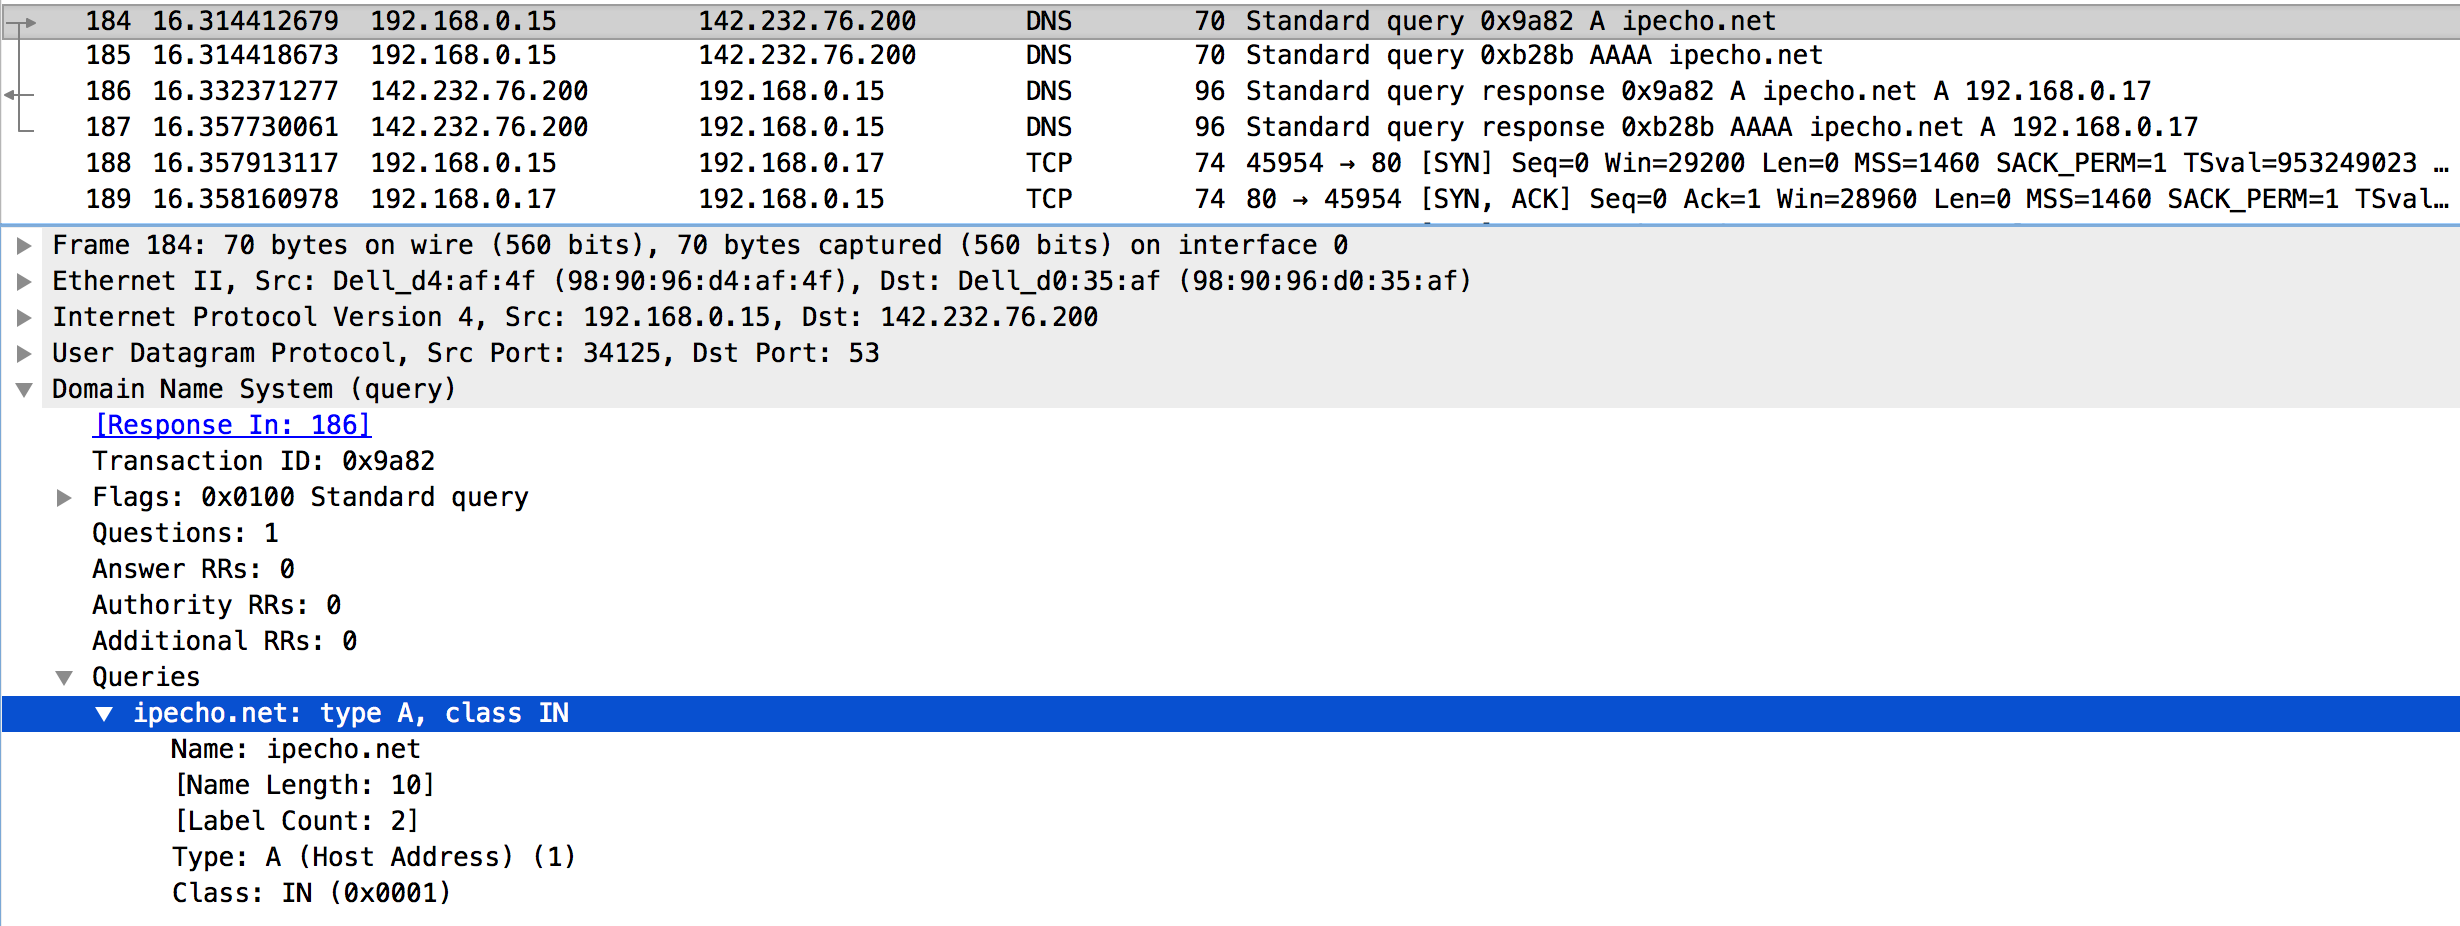 184 16.314412679 192.168.0.15 142.232.76.200 DNS 70 Standard query 0x9a82 A ipecho.net
185 16.314418673 192.168.0.15 142.232.76.200 DNS 70 Standard query 0xb28b AAAA ipecho.net
186 16.332371277 142.232.76.200 192.168.0.15 DNS 96 Standard query response 0x9a82 A ipecho.net A 192.168.0.17
187 16.357730061 142.232.76.200 192.168.0.15 DNS 96 Standard query response 0xb28b AAAA ipecho.net A 192.168.0.17
188 16.357913117 192.168.0.15 192.168.0.17 TCP 74 45954 → 80 [SYN] Seq=0 Win=29200 Len=0 MSS=1460 SACK_PERM=1 TSval=953249023 …
189 16.358160978 192.168.0.17 192.168.0.15 TCP 74 80 → 45954 [SYN, ACK] Seq=0 Ack=1 Win=28960 Len=0 MSS=1460 SACK_PERM=1 TSval…
Frame 184: 70 bytes on wire (560 bits), 70 bytes captured (560 bits) on interface 0
Ethernet II, Src: Dell_d4:af:4f (98:90:96:d4:af:4f), Dst: Dell_d0:35:af (98:90:96:d0:35:af)
Internet Protocol Version 4, Src: 192.168.0.15, Dst: 142.232.76.200
User Datagram Protocol, Src Port: 34125, Dst Port: 53
Domain Name System (query)
[Response In: 186]
Transaction ID: 0x9a82
Flags: 0x0100 Standard query
Questions: 1
Answer RRs: 0
Authority RRs: 0
Additional RRs: 0
Queries
ipecho.net: type A, class IN
Name: ipecho.net
[Name Length: 10]
[Label Count: 2]
Type: A (Host Address) (1)
Class: IN (0x0001)